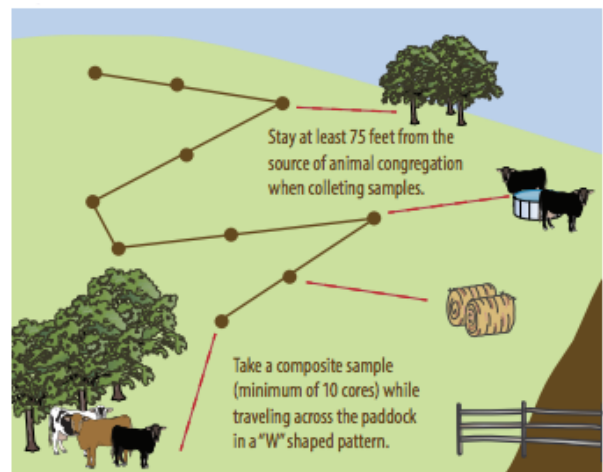 Stay at least 75 feet from the
source of animal congregation
when colleting samples.
Take a composite sample
(minimum of 10 cores) while
traveling across the paddock
in a "W" shaped pattern.